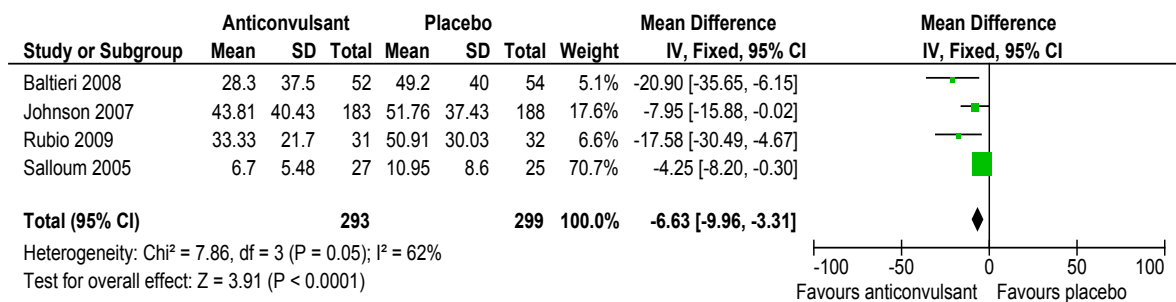 Anticonvulsant Placebo Mean Difference Mean Difference
Study or Subgroup Mean SD Total Mean SD Total Weight IV, Fixed, 95% CI IV, Fixed, 95% CI
Baltieri 2008 28.3 37.5 52 49.2 40 54 5.1% -20.90 [-35.65, -6.15]
Johnson 2007 43.81 40.43 183 51.76 37.43 188 17.6% -7.95 [-15.88, -0.02]
Rubio 2009 33.33 21.7 31 50.91 30.03 32 6.6% -17.58 [-30.49, -4.67]
Salloum 2005 6.7 5.48 27 10.95 8.6 25 70.7% -4.25 [-8.20, -0.30]
Total (95% CI) 293 299 100.0% -6.63 [-9.96, -3.31]
Heterogeneity: Chi² = 7.86, df = 3 (P = 0.05); I² = 62%
Test for overall effect: Z = 3.91 (P < 0.0001)
-100 -50 0 50 100
Favours anticonvulsant Favours placebo